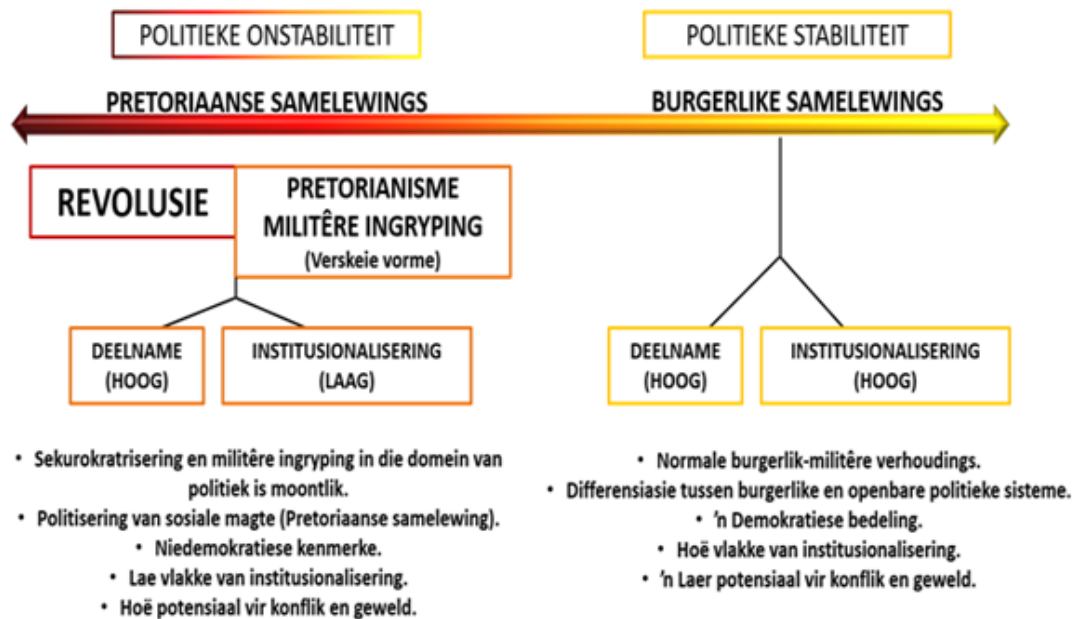 POLITIEKE ONSTABILITEIT
POLITIEKE STABILITEIT
PRETORIAANSE SAMELEWINGS
BURGERLIKE SAMELEWINGS
REVOLUSIE
PRETORIANISME
MILITÊRE INGRYPING
(Verskeie vorme)
DEELNAME
(HOOG)
INSTITUSIONALISERING
(LAAG)
DEELNAME
(HOOG)
INSTITUSIONALISERING
(HOOG)
• Sekurokratrisering en militêre ingryping in die domein van
politiek is moontlik.
• Politisering van sosiale magte (Pretoriaanse samelewing).
• Niedemokratiese kenmerke.
• Lae vlakke van institusionalisering.
• Hoë potensiaal vir konflik en geweld.
• Normale burgerlik-militêre verhoudings.
• Differensiasie tussen burgerlike en openbare politieke sisteme.
• 'n Demokratiese bedeling.
• Hoë vlakke van institusionalisering.
• 'n Laer potensiaal vir konflik en geweld.